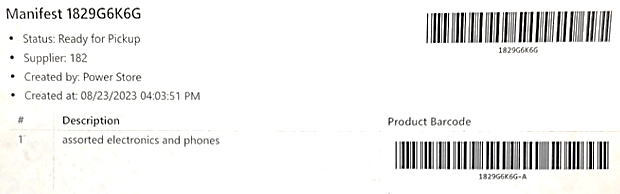 Manifest 1829G6K6G
• Status: Ready for Pickup
• Supplier: 182
• Created by: Power Store
• Created at: 08/23/2023 04:03:51 PM
1829G6K6G
# Description Product Barcode
1 assorted electronics and phones
1829G6K6G-A